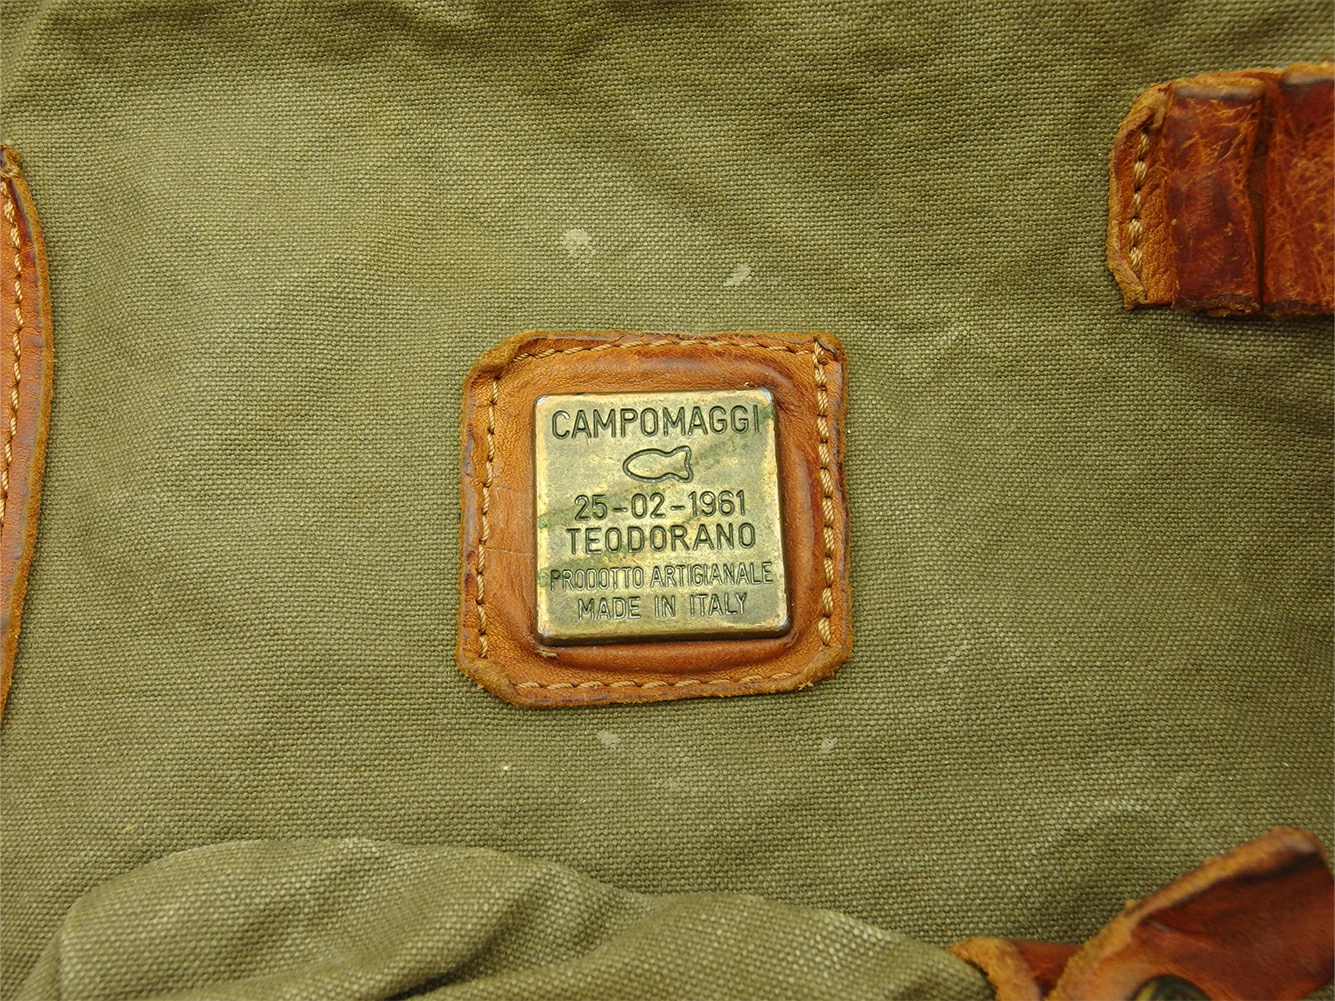 CAMPOMAGGI
25-02-1961
TEODORANO
PRODOTTO ARTIGIANALE
MADE IN ITALY